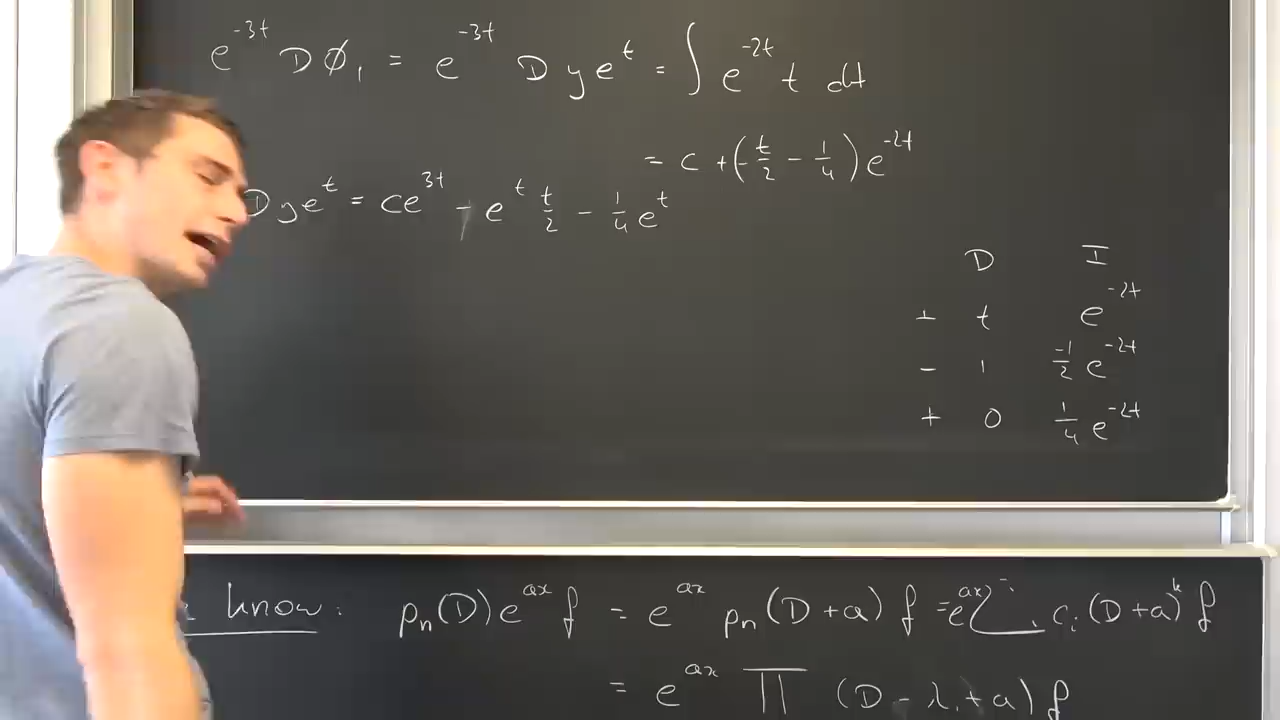 e^{-3t} D ϕ_1 = e^{-3t} D y e^t = ∫ e^{-2t} t dt
= c + (-t/2 - 1/4) e^{-2t}
D y e^t = c e^{3t} - e^t t/2 - 1/4 e^t
D I
+ t e^{-2t}
- 1 -1/2 e^{-2t}
+ 0 1/4 e^{-2t}
know: p_n(D) e^{ax} f = e^{ax} p_n(D+a) f = e^{ax} ∑ c_i (D+a)^k f
= e^{ax} ∏ (D - λ_i + a) f